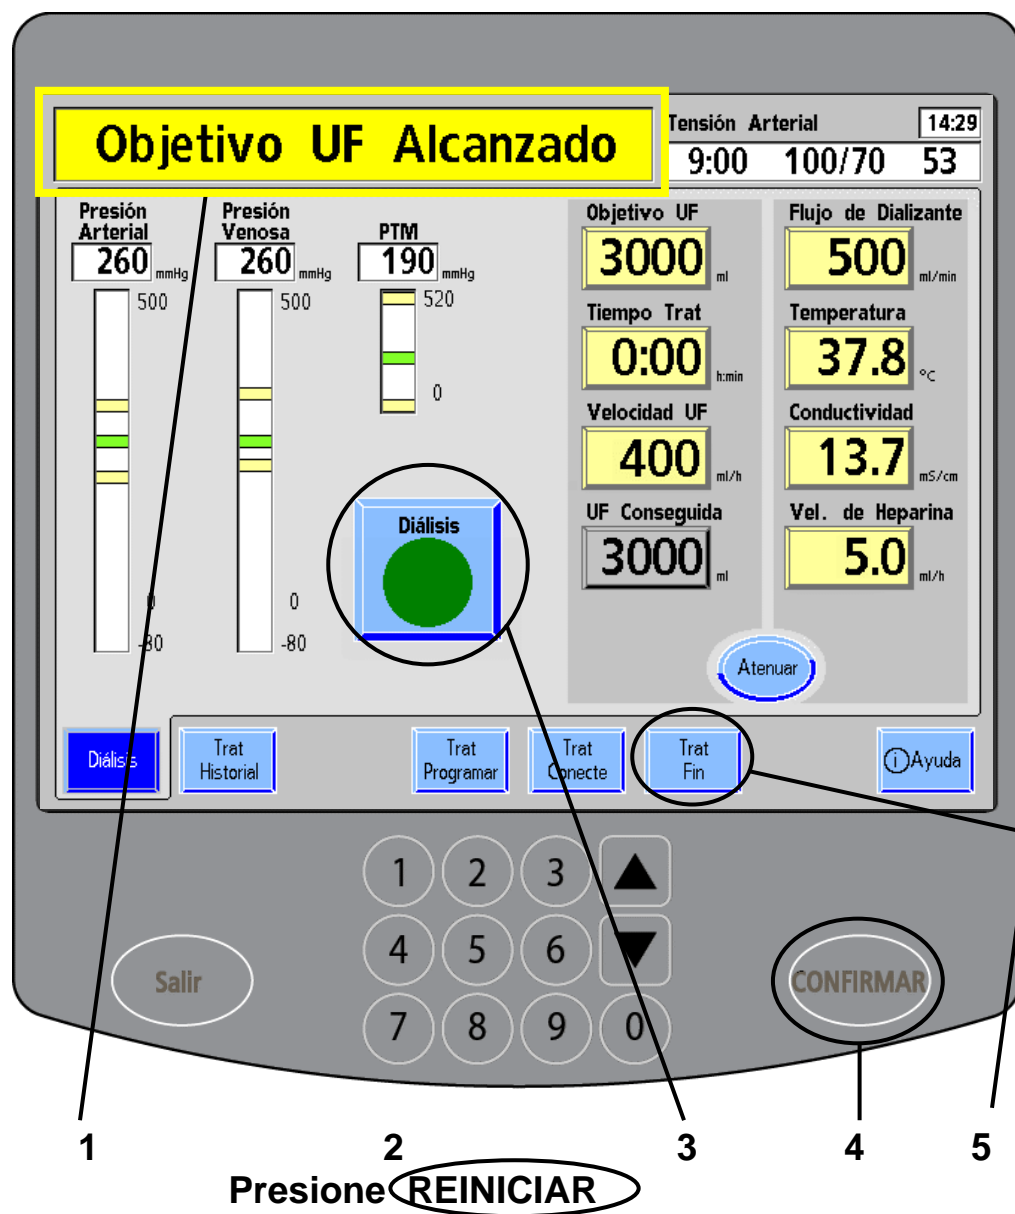 Objetivo UF Alcanzado
Tensión Arterial 14:29
9:00 100/70 53
Presión Arterial
260 mmHg
500
0
-80
Presión Venosa
260 mmHg
500
0
-80
PTM
190 mmHg
520
0
Diálisis
Objetivo UF
3000 ml
Tiempo Trat
0:00 h:min
Velocidad UF
400 ml/h
UF Conseguida
3000 ml
Flujo de Dializante
500 ml/min
Temperatura
37.8 °C
Conductividad
13.7 mS/cm
Vel. de Heparina
5.0 ml/h
Atenuar
Diálisis
Trat Historial
Trat Programar
Trat Conecte
Trat Fin
i Ayuda
1 2 3
4 5 6
7 8 9 0
Salir
CONFIRMAR
1 2 3 4 5
Presione REINICIAR